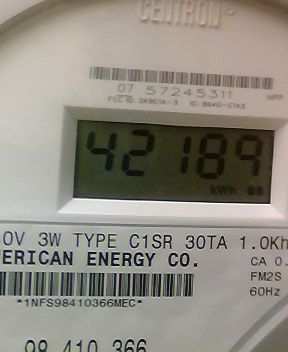 CENTRON
07 57245311
42189
kWh
0V 3W TYPE C1SR 30TA 1.0Kh
ERICAN ENERGY CO.
CA 0.
FM2S
60Hz
*1NFS98410366MEC*
98 410 366